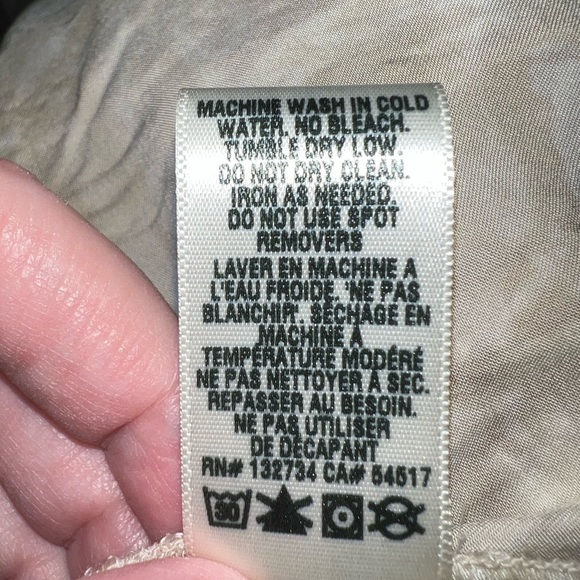 MACHINE WASH IN COLD
WATER. NO BLEACH.
TUMBLE DRY LOW.
DO NOT DRY CLEAN.
IRON AS NEEDED.
DO NOT USE SPOT
REMOVERS
LAVER EN MACHINE A
L'EAU FROIDE. 'NE PAS
BLANCHIR'. SÉCHAGE EN
MACHINE À
TEMPÉRATURE MODÉRÉ
NE PAS NETTOYER À SEC.
REPASSER AU BESOIN.
NE PAS UTILISER
DE DÉCAPANT
RN# 132734 CA# 54517
30